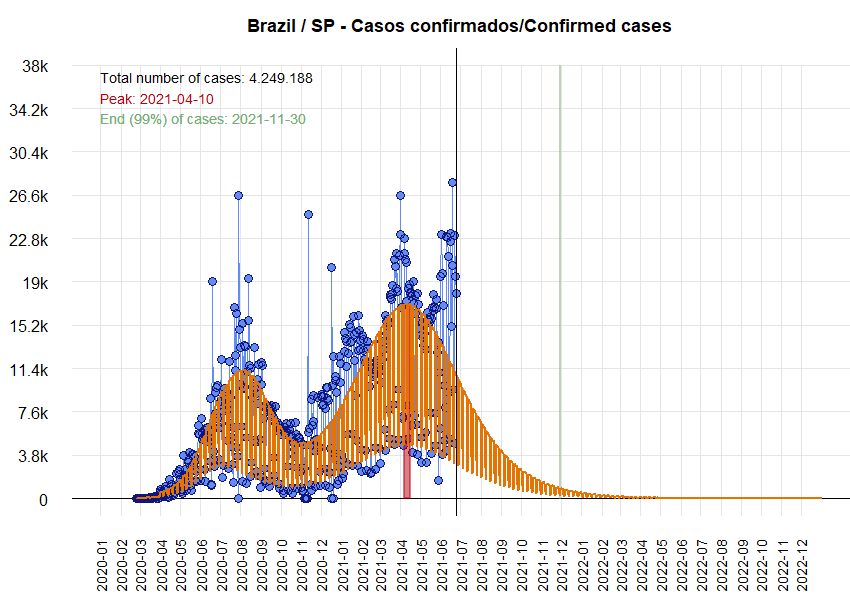 Brazil / SP - Casos confirmados/Confirmed cases
38k
34.2k
30.4k
26.6k
22.8k
19k
15.2k
11.4k
7.6k
3.8k
0
Total number of cases: 4.249.188
Peak: 2021-04-10
End (99%) of cases: 2021-11-30
2020-01
2020-02
2020-03
2020-04
2020-05
2020-06
2020-07
2020-08
2020-09
2020-10
2020-11
2020-12
2021-01
2021-02
2021-03
2021-04
2021-05
2021-06
2021-07
2021-08
2021-09
2021-10
2021-11
2021-12
2022-01
2022-02
2022-03
2022-04
2022-05
2022-06
2022-07
2022-08
2022-09
2022-10
2022-11
2022-12